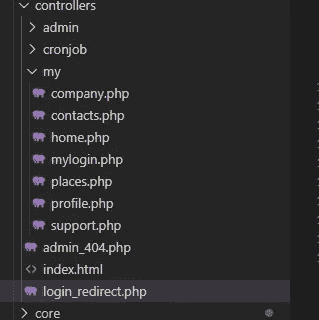 controllers
admin
cronjob
my
company.php
contacts.php
home.php
mylogin.php
places.php
profile.php
support.php
admin_404.php
index.html
login_redirect.php
core